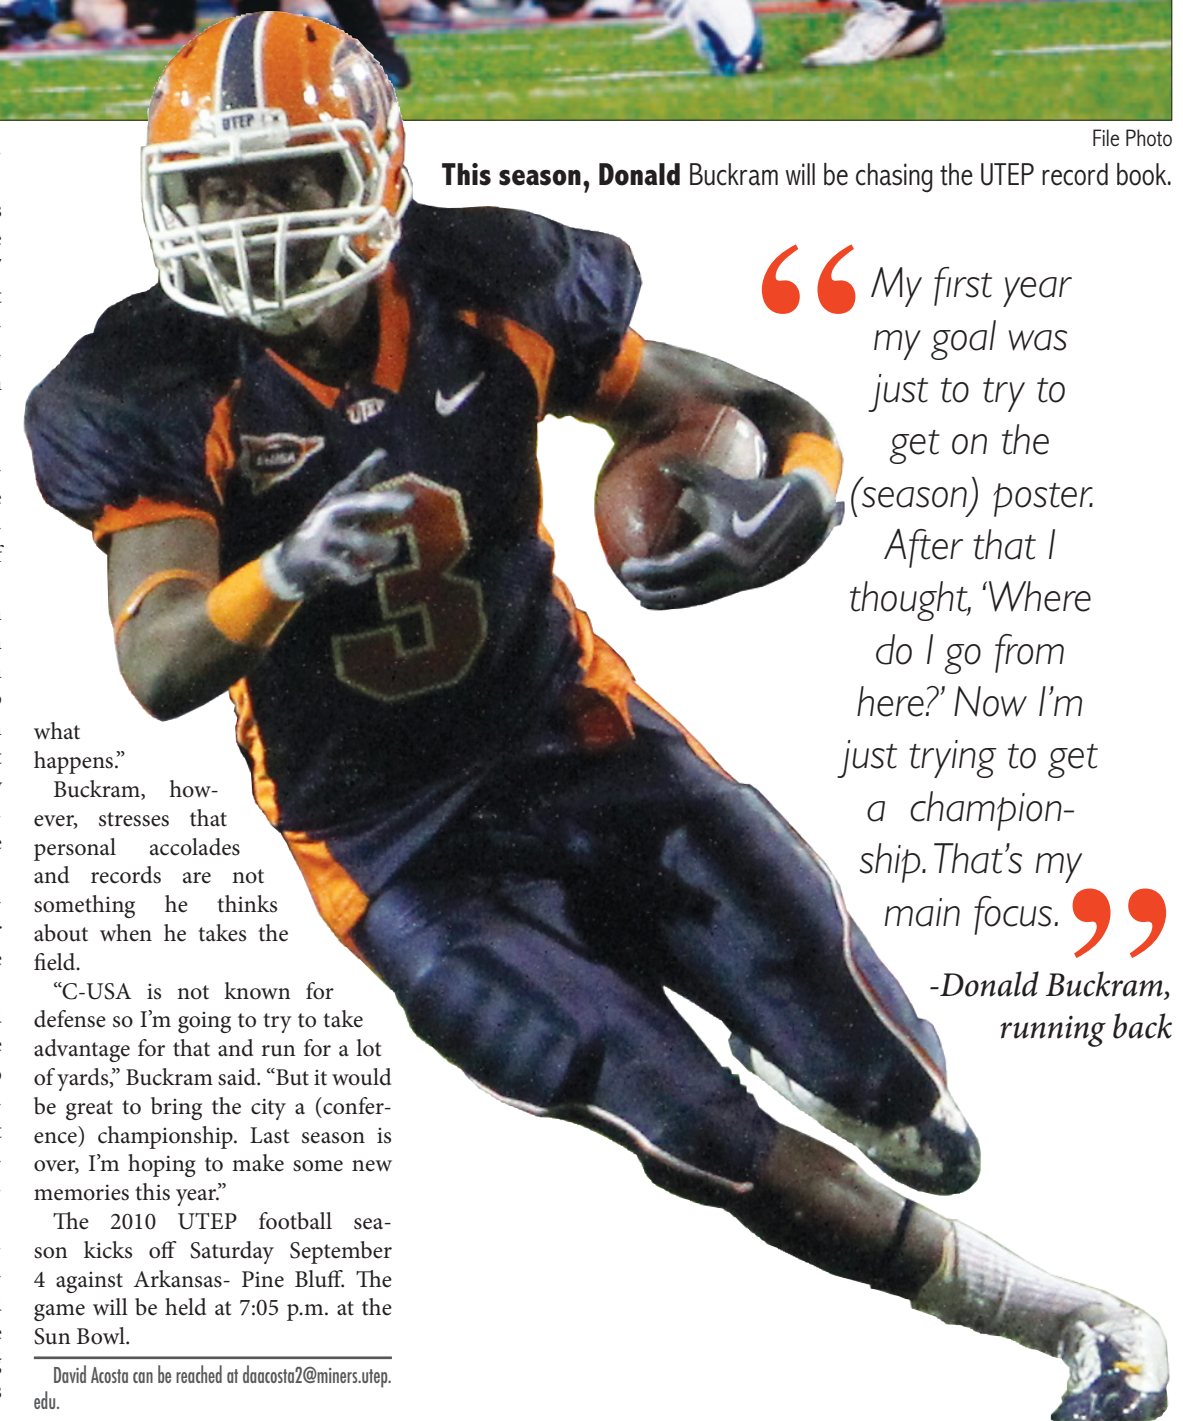 File Photo
This season, Donald Buckram will be chasing the UTEP record book.
UTEP
UTEP
C-USA
3
“My first year
my goal was
just to try to
get on the
(season) poster.
After that I
thought, ‘Where
do I go from
here?’ Now I’m
just trying to get
a champion-
ship. That’s my
main focus.”
-Donald Buckram,
running back
what
happens.”
Buckram, how-
ever, stresses that
personal accolades
and records are not
something he thinks
about when he takes the
field.
“C-USA is not known for
defense so I’m going to try to take
advantage for that and run for a lot
of yards,” Buckram said. “But it would
be great to bring the city a (confer-
ence) championship. Last season is
over, I’m hoping to make some new
memories this year.”
The 2010 UTEP football sea-
son kicks off Saturday September
4 against Arkansas- Pine Bluff. The
game will be held at 7:05 p.m. at the
Sun Bowl.
David Acosta can be reached at daacosta2@miners.utep.
edu.